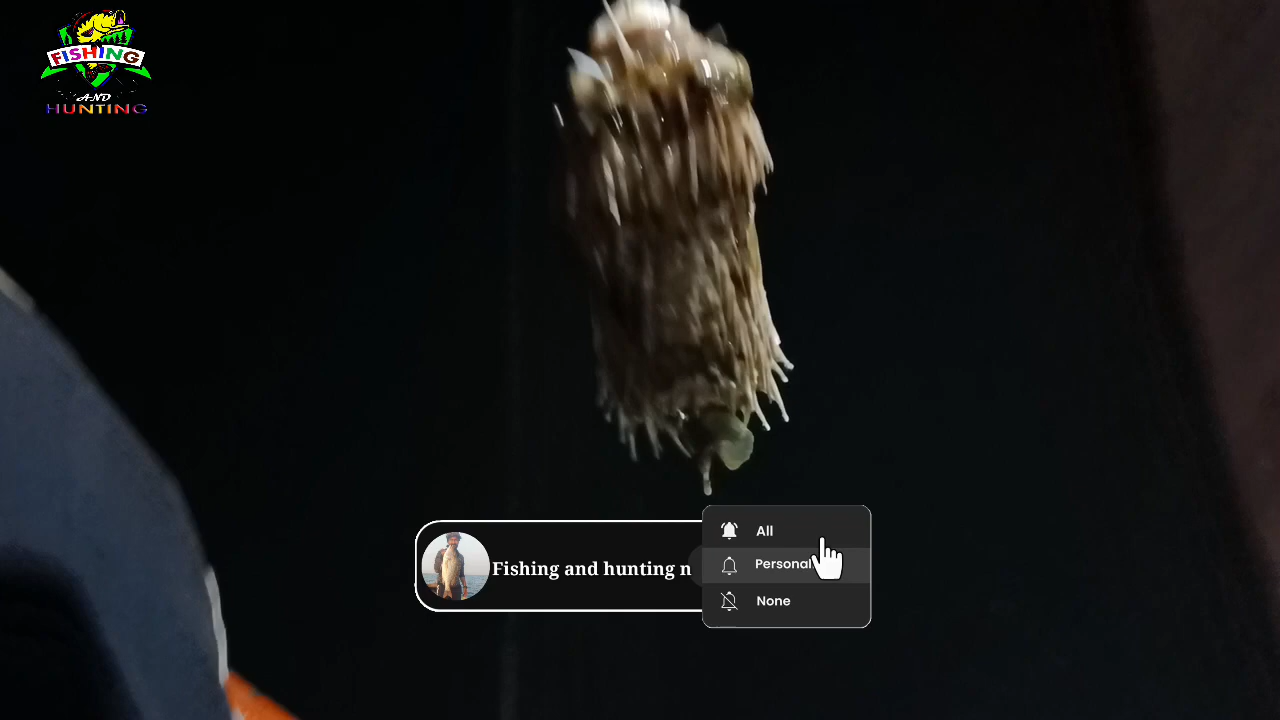 FISHING
AND
HUNTING
Fishing and hunting n
All
Personal
None